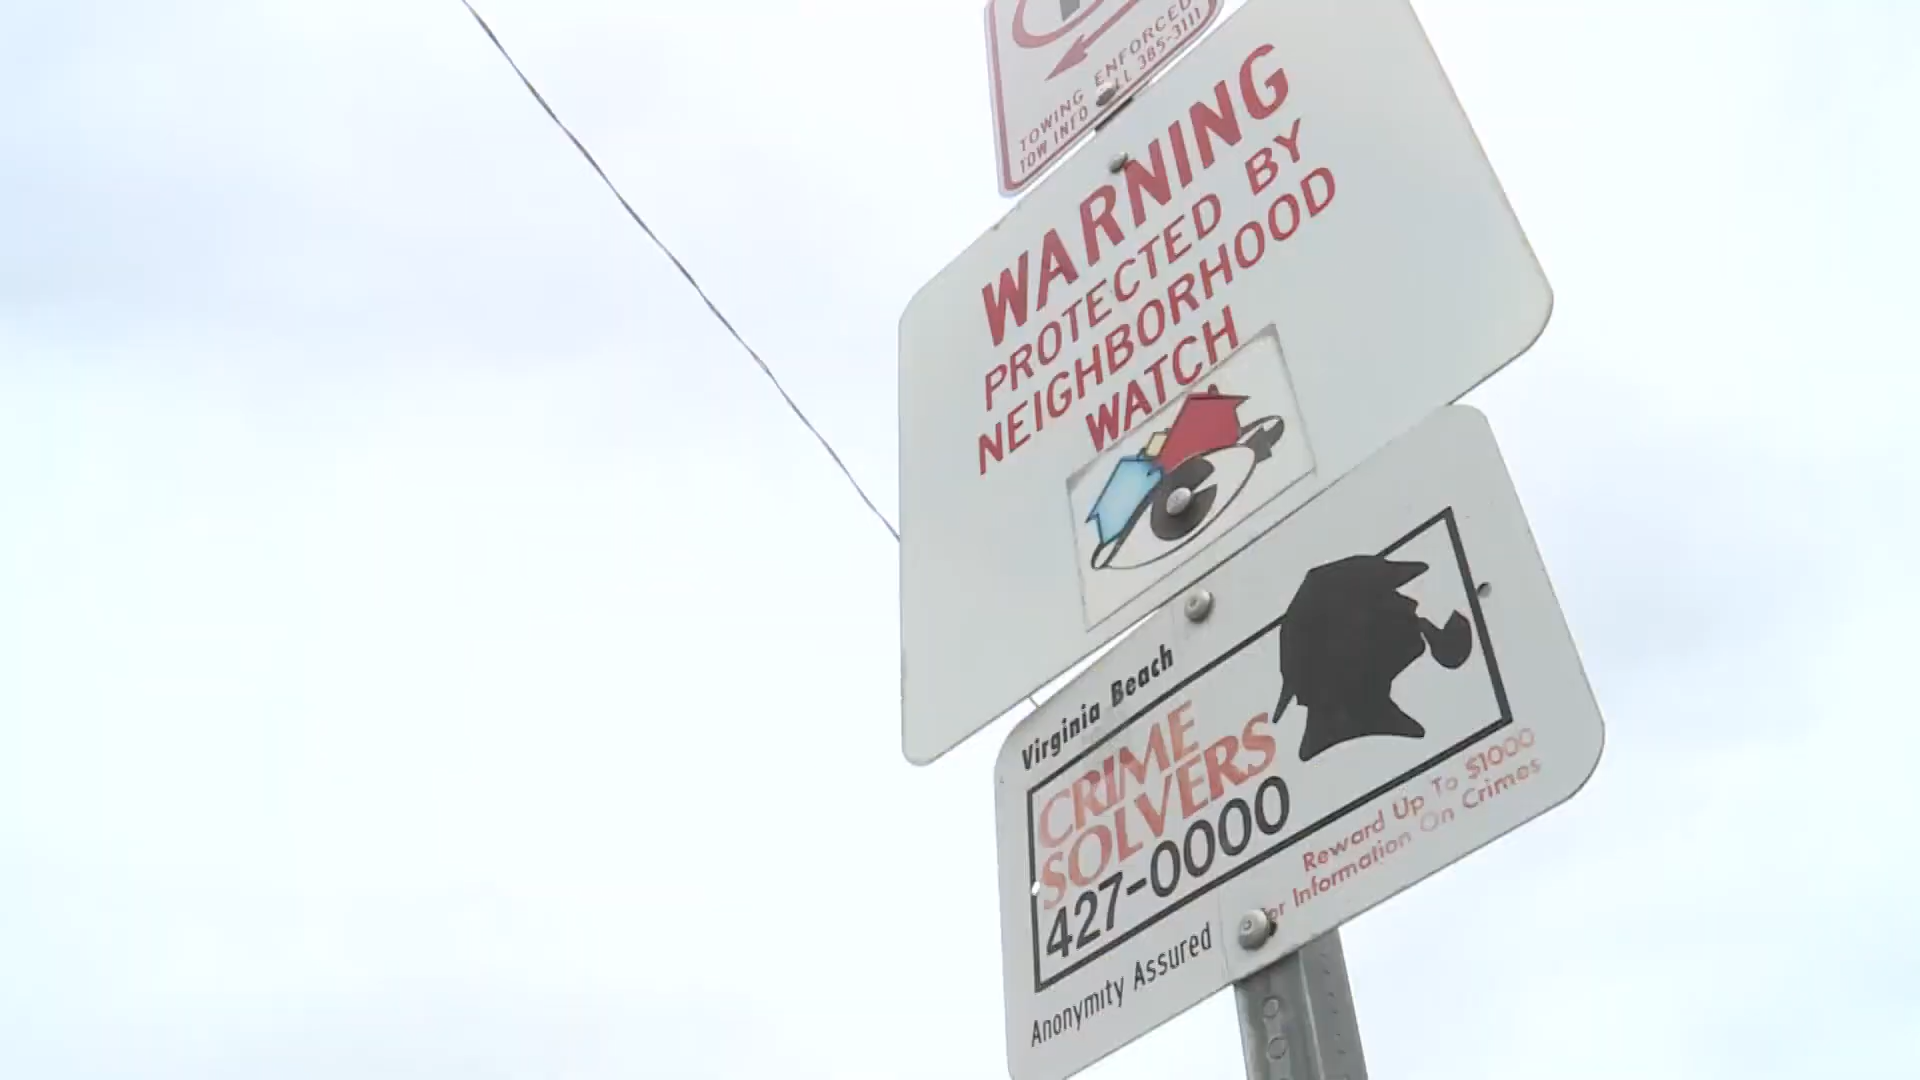 TOWING ENFORCED
TOW INFO 385-3111
WARNING
PROTECTED BY
NEIGHBORHOOD
WATCH
Virginia Beach
CRIME
SOLVERS
427-0000
Reward Up To $1000
For Information On Crimes
Anonymity Assured